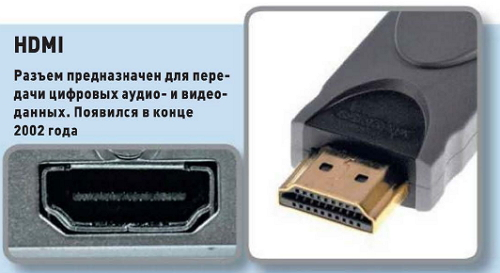 HDMI
Разъем предназначен для пере-
дачи цифровых аудио- и видео-
данных. Появился в конце
2002 года